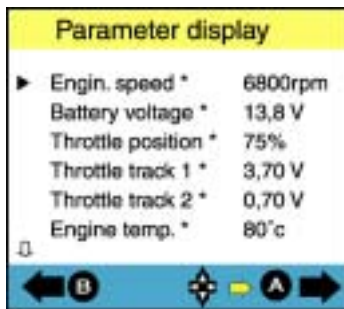 Parameter display
Engin. speed * 6800rpm
Battery voltage * 13,8 V
Throttle position * 75%
Throttle track 1 * 3,70 V
Throttle track 2 * 0,70 V
Engine temp. * 80°c
B A